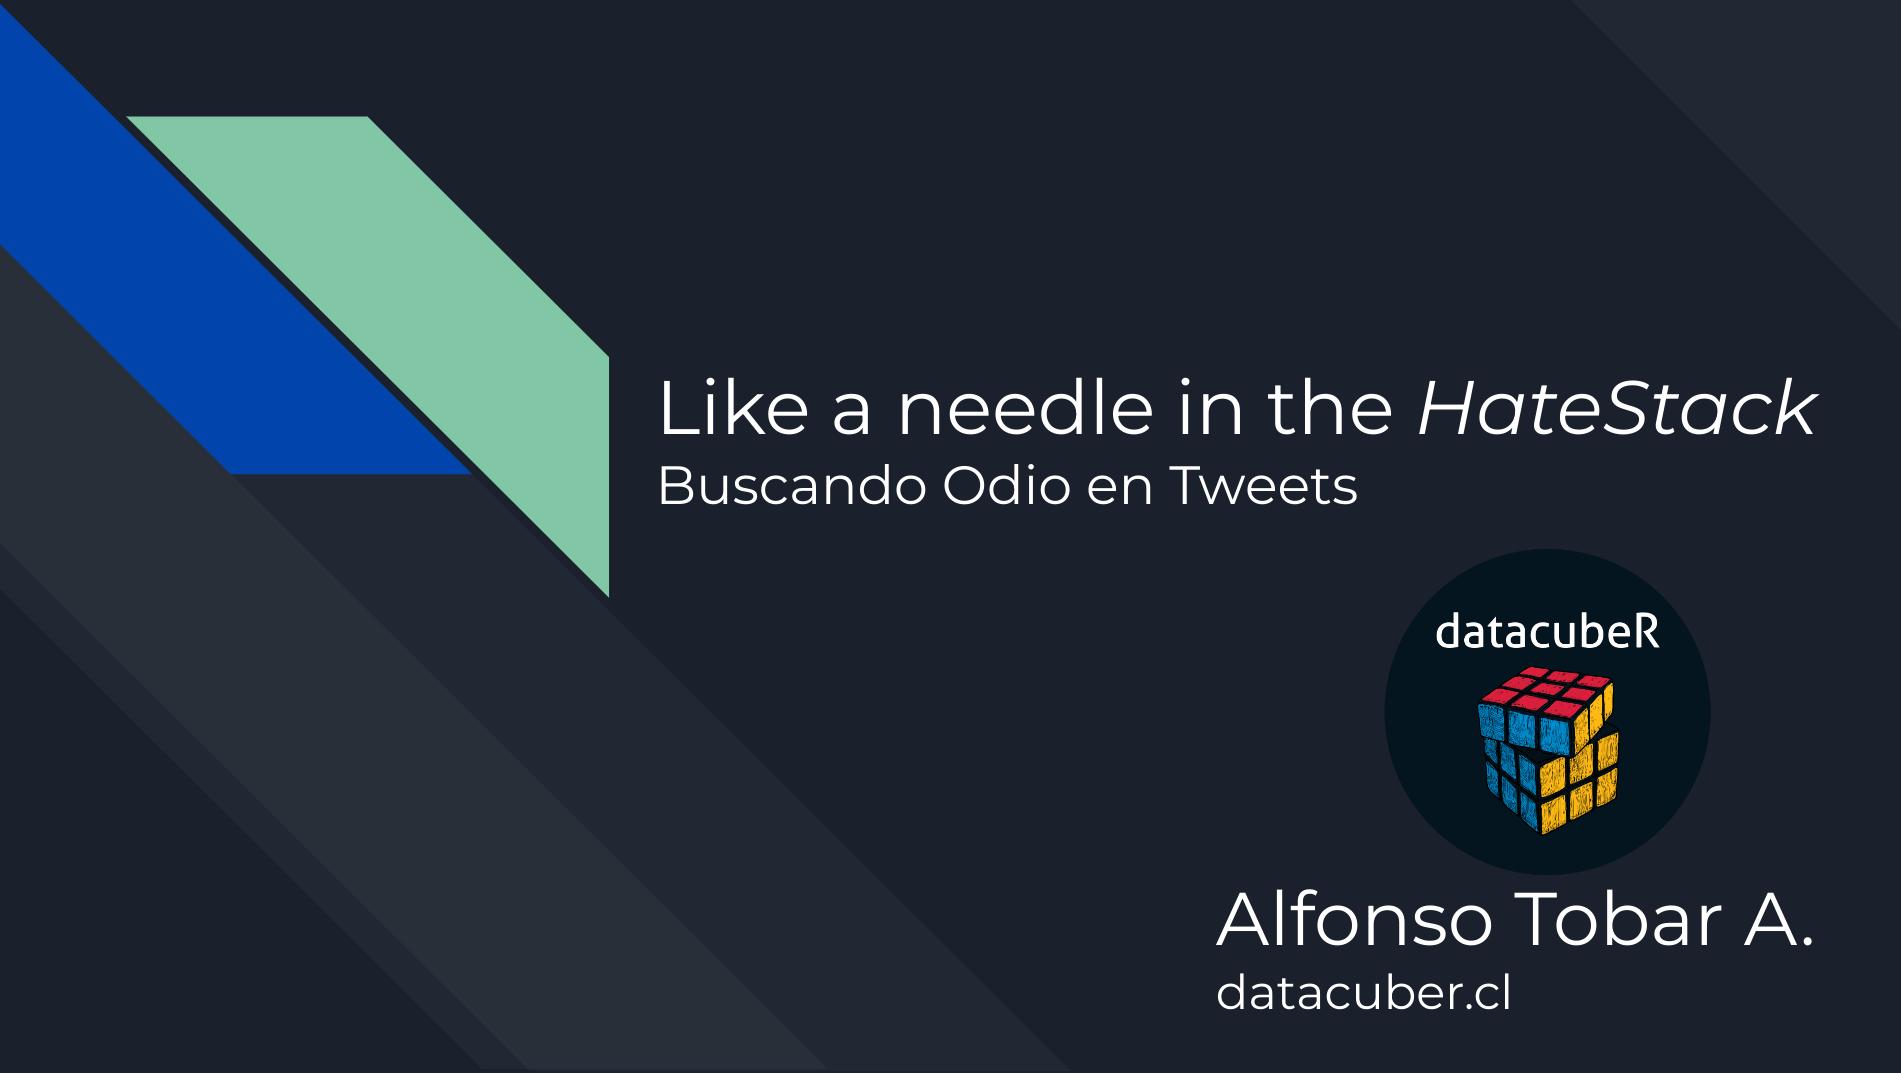 Like a needle in the HateStack
Buscando Odio en Tweets
datacubeR
Alfonso Tobar A.
datacuber.cl